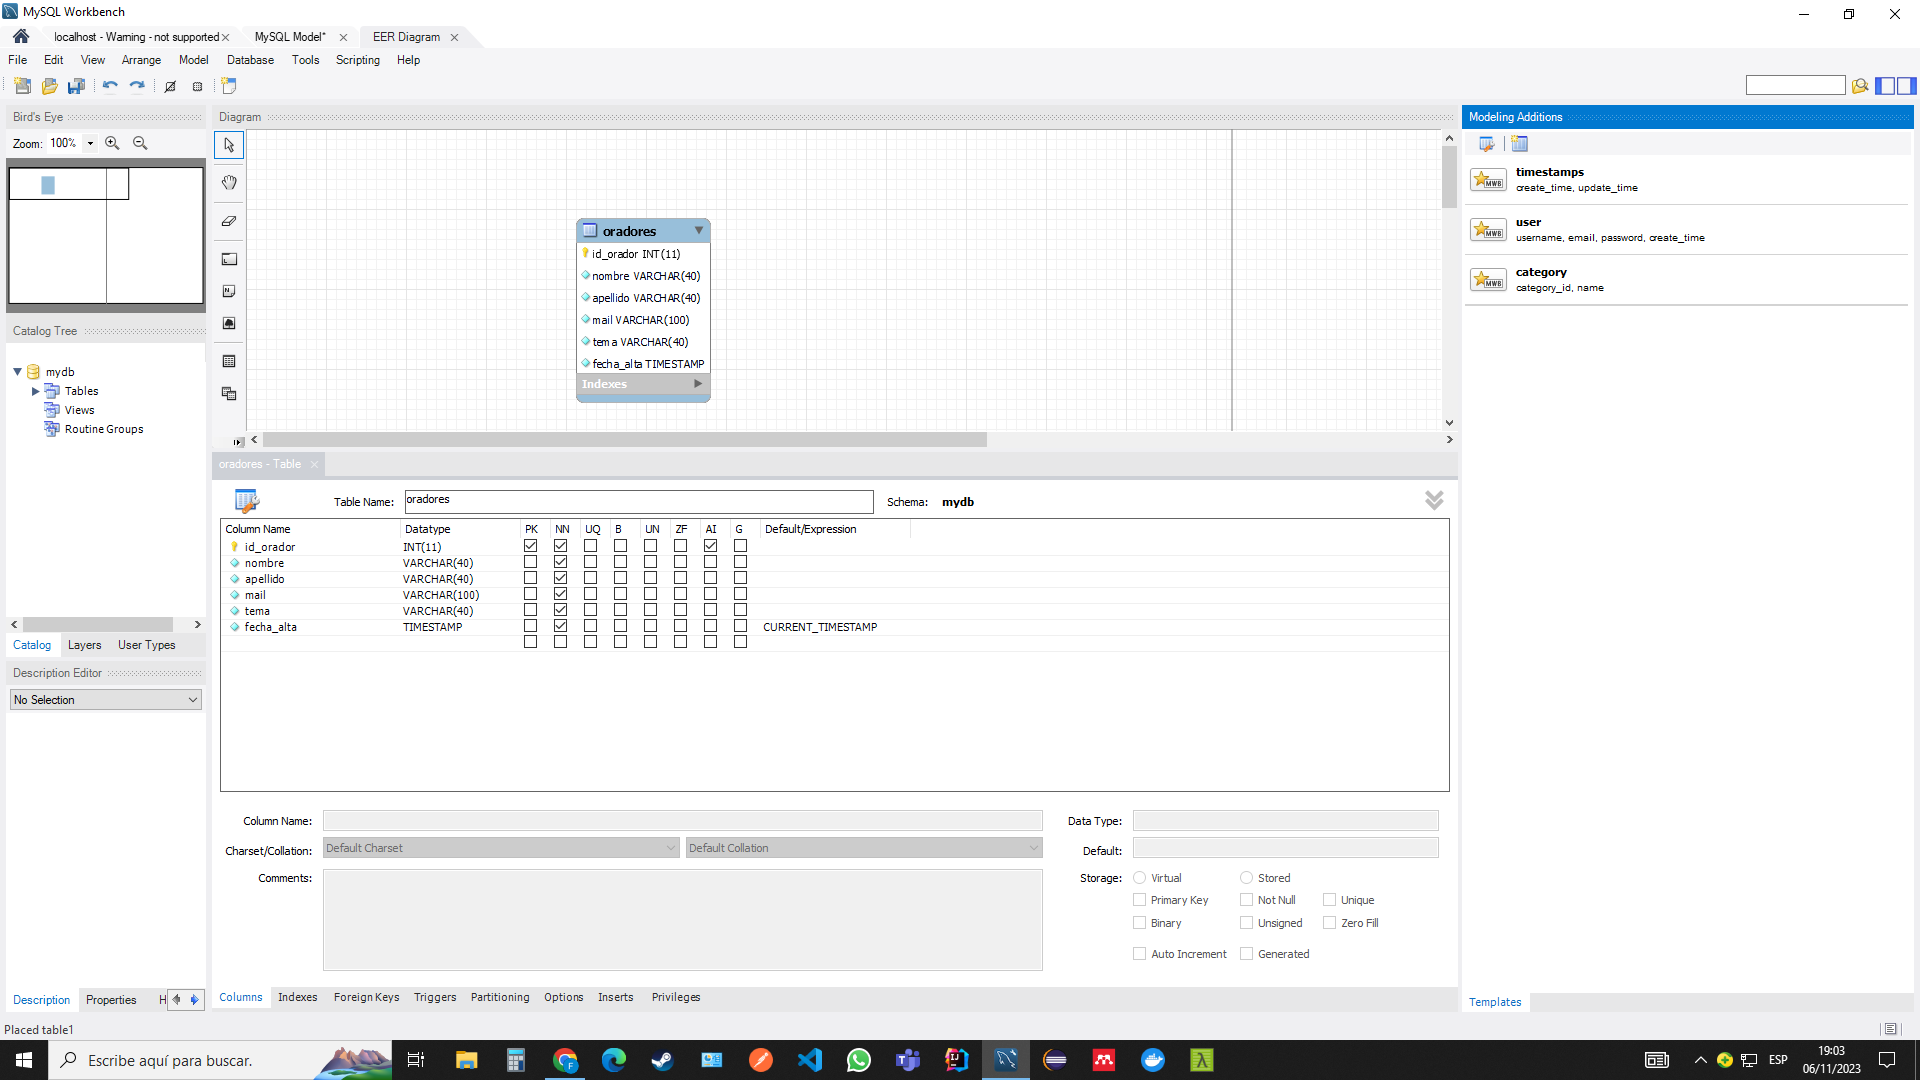 MySQL Workbench
localhost - Warning - not supported
MySQL Model*
EER Diagram
File Edit View Arrange Model Database Tools Scripting Help
Bird's Eye
Zoom: 100%
Diagram
Modeling Additions
timestamps
create_time, update_time
user
username, email, password, create_time
category
category_id, name
oradores
id_orador INT(11)
nombre VARCHAR(40)
apellido VARCHAR(40)
mail VARCHAR(100)
tema VARCHAR(40)
fecha_alta TIMESTAMP
Indexes
Catalog Tree
mydb
Tables
Views
Routine Groups
Catalog Layers User Types
Description Editor
No Selection
Description Properties H
oradores - Table
Table Name: oradores Schema: mydb
Column Name Datatype PK NN UQ B UN ZF AI G Default/Expression
id_orador INT(11)
nombre VARCHAR(40)
apellido VARCHAR(40)
mail VARCHAR(100)
tema VARCHAR(40)
fecha_alta TIMESTAMP CURRENT_TIMESTAMP
Column Name: Data Type:
Charset/Collation: Default Charset Default Collation Default:
Comments: Storage: Virtual Stored
Primary Key Not Null Unique
Binary Unsigned Zero Fill
Auto Increment Generated
Columns Indexes Foreign Keys Triggers Partitioning Options Inserts Privileges
Templates
Placed table1
Escribe aquí para buscar.
ESP
19:03
06/11/2023